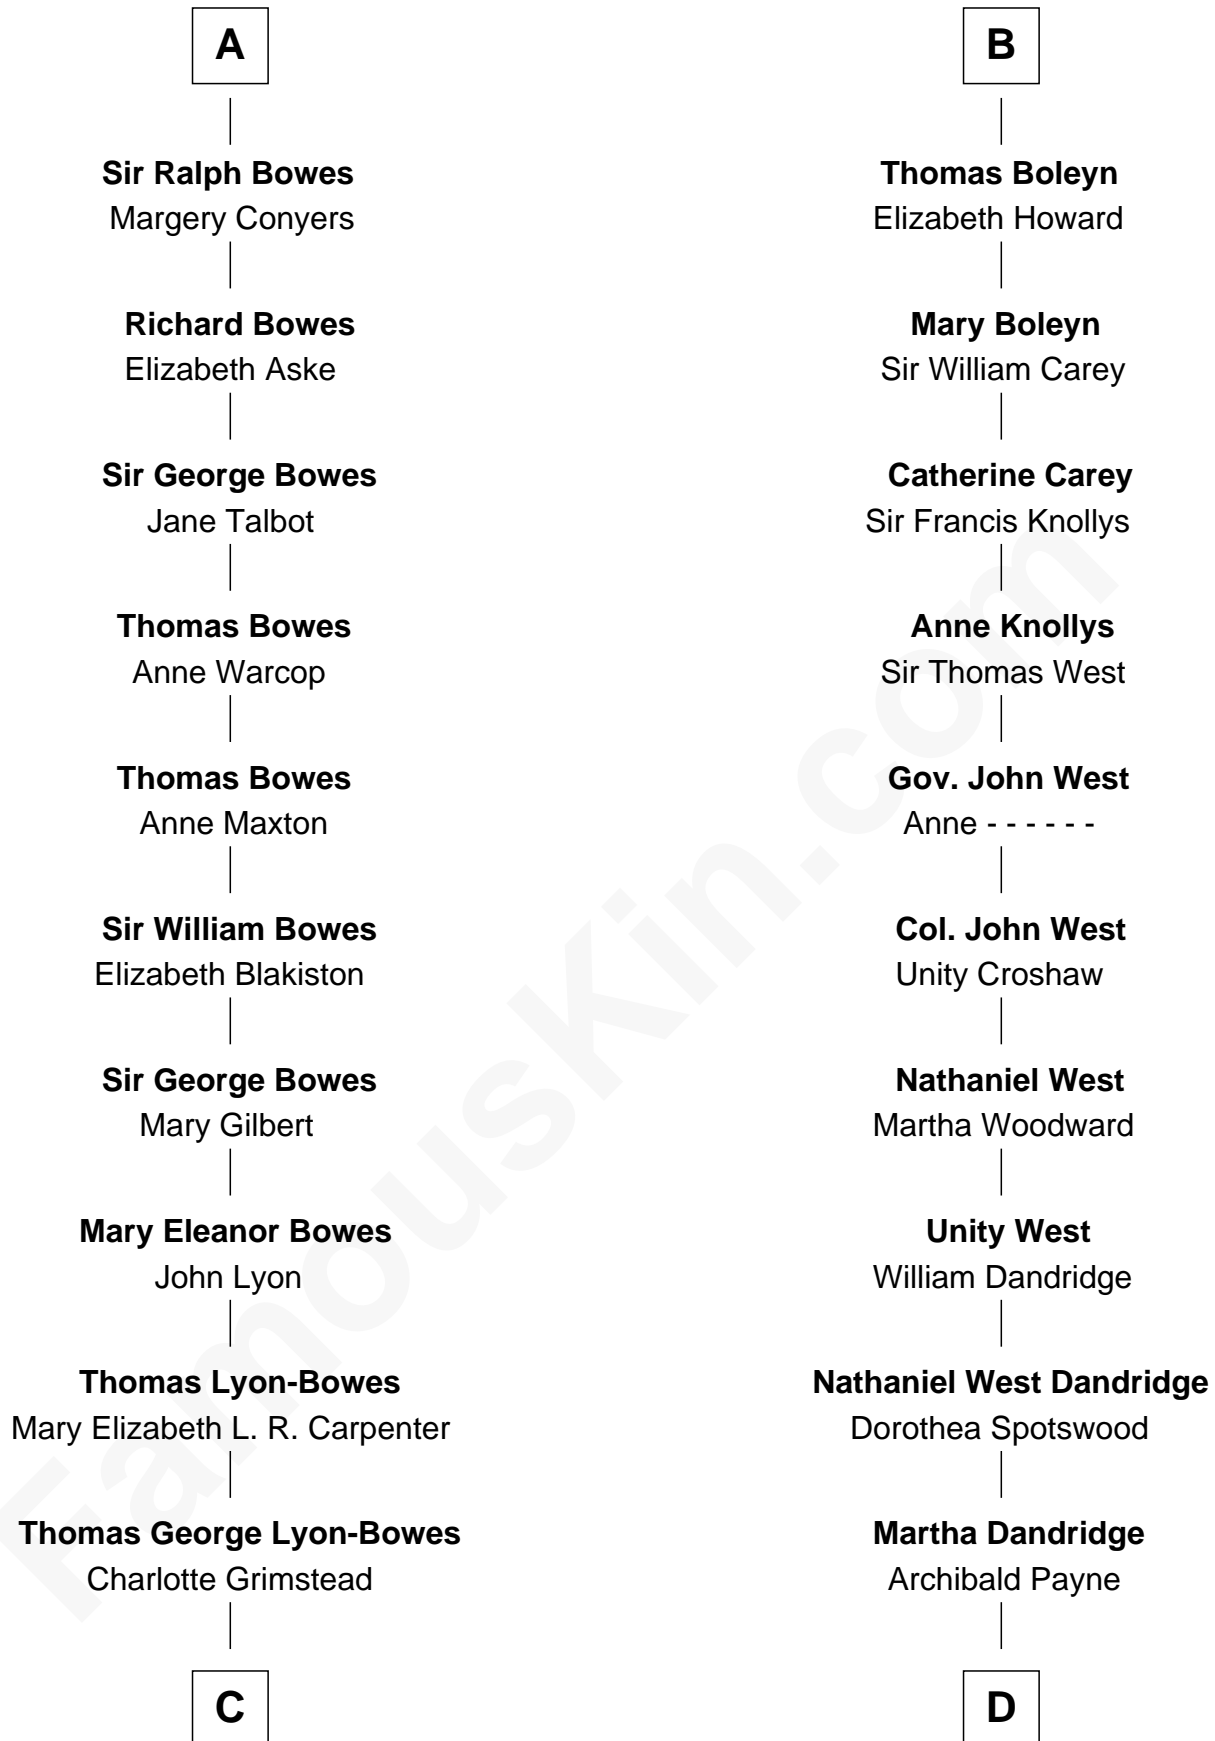 A
Sir Ralph Bowes
Margery Conyers
Richard Bowes
Elizabeth Aske
Sir George Bowes
Jane Talbot
Thomas Bowes
Anne Warcop
Thomas Bowes
Anne Maxton
Sir William Bowes
Elizabeth Blakiston
Sir George Bowes
Mary Gilbert
Mary Eleanor Bowes
John Lyon
Thomas Lyon-Bowes
Mary Elizabeth L. R. Carpenter
Thomas George Lyon-Bowes
Charlotte Grimstead
C
B
Thomas Boleyn
Elizabeth Howard
Mary Boleyn
Sir William Carey
Catherine Carey
Sir Francis Knollys
Anne Knollys
Sir Thomas West
Gov. John West
Anne - - - - - -
Col. John West
Unity Croshaw
Nathaniel West
Martha Woodward
Unity West
William Dandridge
Nathaniel West Dandridge
Dorothea Spotswood
Martha Dandridge
Archibald Payne
D
FamousKin.com